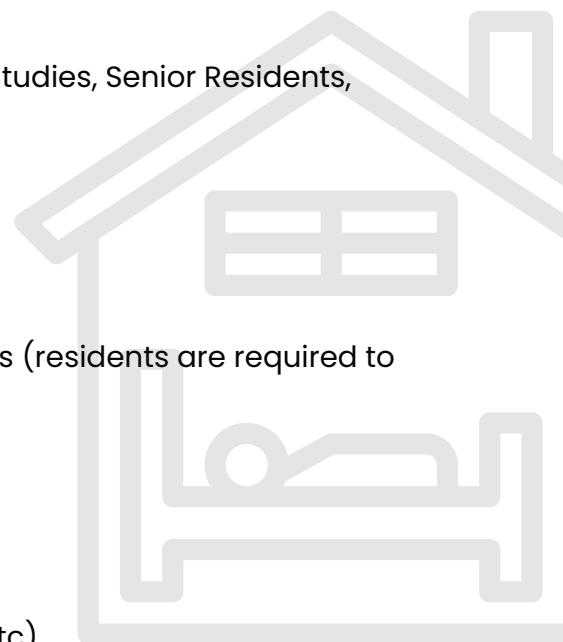 tudies, Senior Residents,
s (residents are required to
tc)